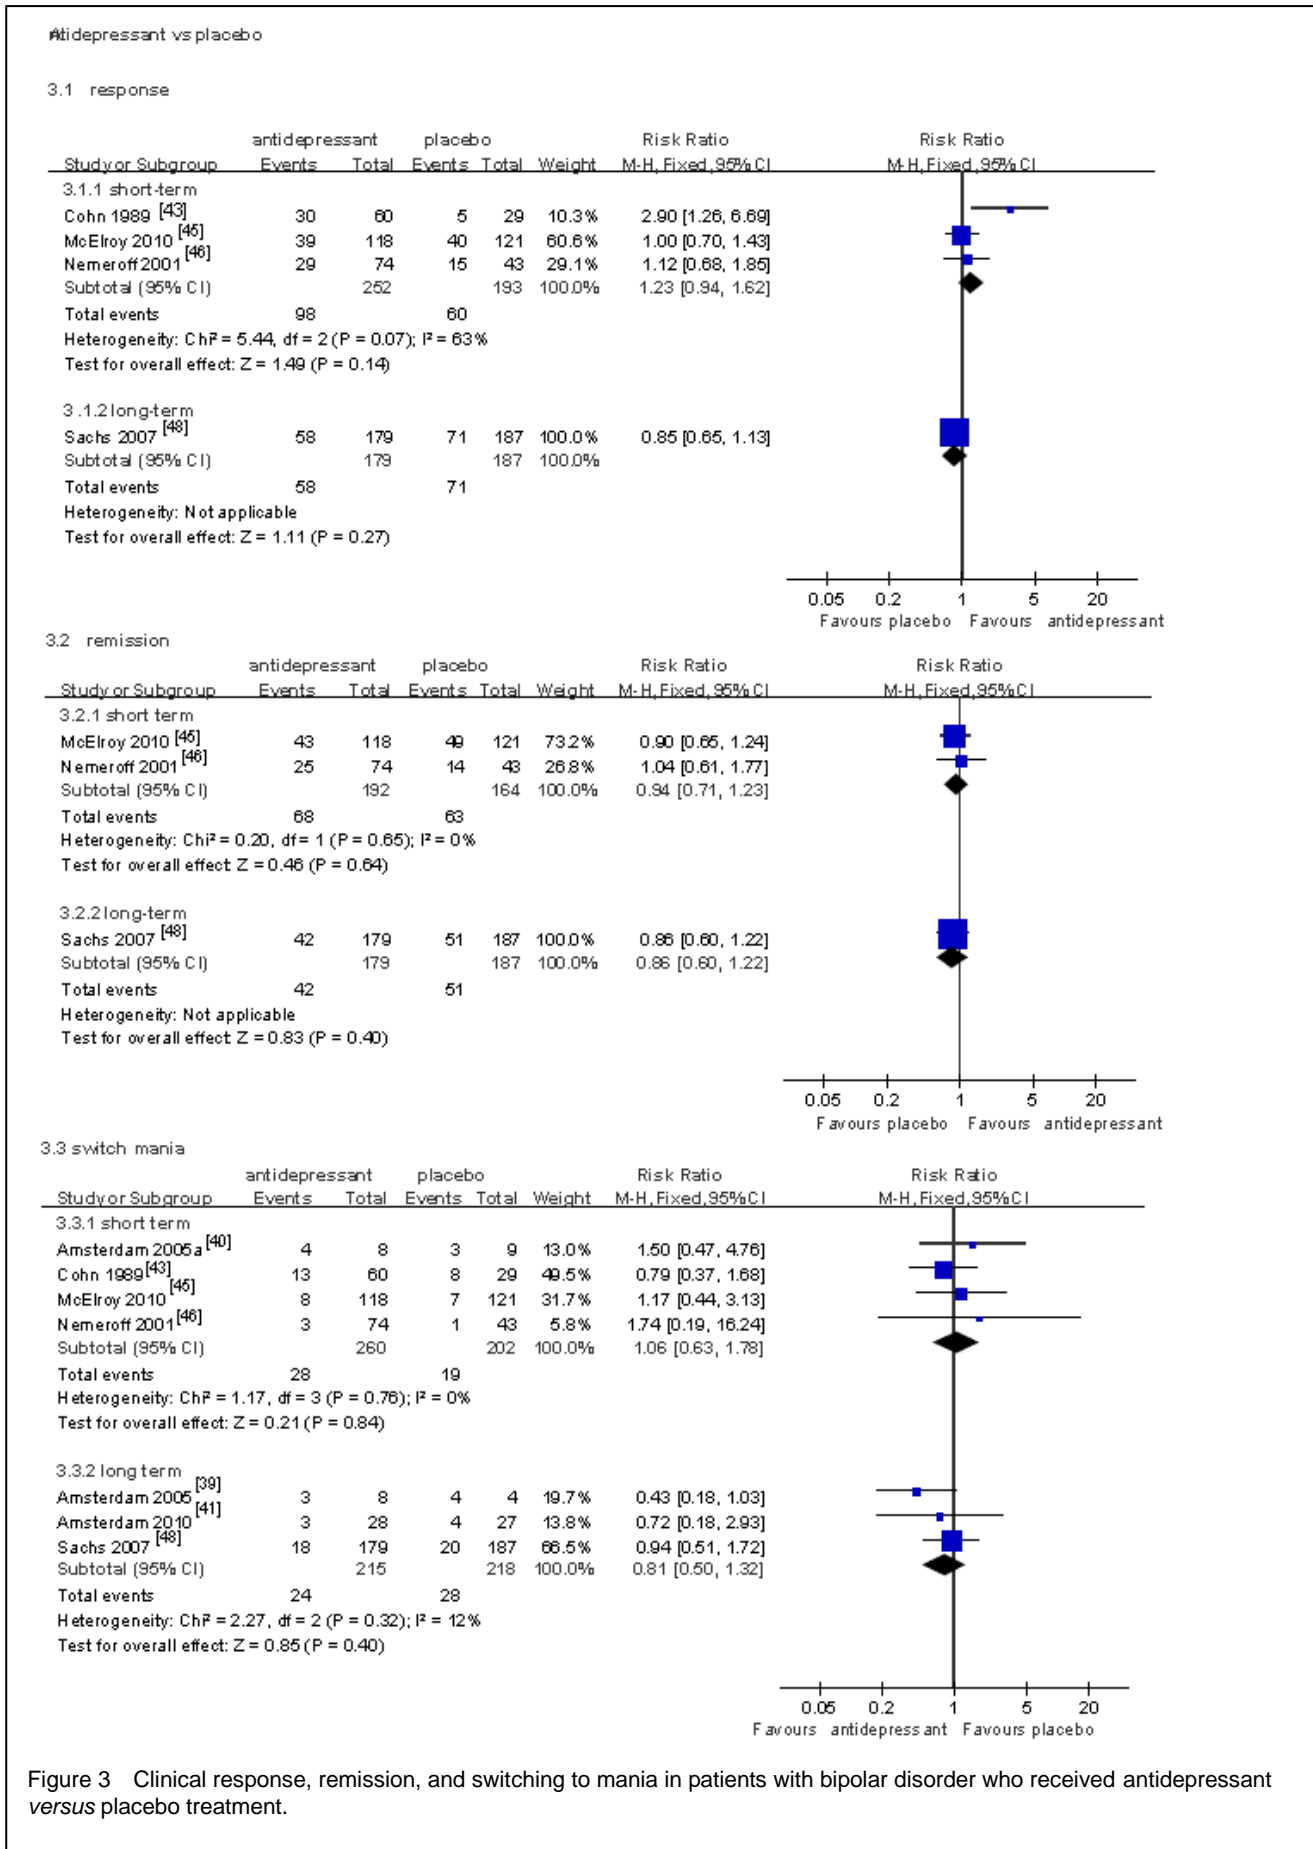 Atidepressant vs placebo
3.1 response
antidepressant placebo Risk Ratio Risk Ratio
Study or Subgroup Events Total Events Total Weight M-H, Fixed, 95% CI M-H, Fixed, 95% CI
3.1.1 short-term
Cohn 1989 [43] 30 60 5 29 10.3% 2.90 [1.26, 6.69]
McElroy 2010 [45] 39 118 40 121 60.6% 1.00 [0.70, 1.43]
Nemeroff 2001 [46] 29 74 15 43 29.1% 1.12 [0.68, 1.85]
Subtotal (95% CI) 252 193 100.0% 1.23 [0.94, 1.62]
Total events 98 60
Heterogeneity: Chi² = 5.44, df = 2 (P = 0.07); I² = 63%
Test for overall effect: Z = 1.49 (P = 0.14)
3.1.2 long-term
Sachs 2007 [48] 58 179 71 187 100.0% 0.85 [0.65, 1.13]
Subtotal (95% CI) 179 187 100.0%
Total events 58 71
Heterogeneity: Not applicable
Test for overall effect: Z = 1.11 (P = 0.27)
0.05 0.2 1 5 20
Favours placebo Favours antidepressant
3.2 remission
antidepressant placebo Risk Ratio Risk Ratio
Study or Subgroup Events Total Events Total Weight M-H, Fixed, 95% CI M-H, Fixed, 95% CI
3.2.1 short term
McElroy 2010 [45] 43 118 49 121 73.2% 0.90 [0.65, 1.24]
Nemeroff 2001 [46] 25 74 14 43 26.8% 1.04 [0.61, 1.77]
Subtotal (95% CI) 192 164 100.0% 0.94 [0.71, 1.23]
Total events 68 63
Heterogeneity: Chi² = 0.20, df = 1 (P = 0.65); I² = 0%
Test for overall effect Z = 0.46 (P = 0.64)
3.2.2 long-term
Sachs 2007 [48] 42 179 51 187 100.0% 0.86 [0.60, 1.22]
Subtotal (95% CI) 179 187 100.0% 0.86 [0.60, 1.22]
Total events 42 51
Heterogeneity: Not applicable
Test for overall effect Z = 0.83 (P = 0.40)
0.05 0.2 1 5 20
Favours placebo Favours antidepressant
3.3 switch mania
antidepressant placebo Risk Ratio Risk Ratio
Study or Subgroup Events Total Events Total Weight M-H, Fixed, 95% CI M-H, Fixed, 95% CI
3.3.1 short term
Amsterdam 2005a [40] 4 8 3 9 13.0% 1.50 [0.47, 4.76]
Cohn 1989 [43] 13 60 8 29 49.5% 0.79 [0.37, 1.68]
McElroy 2010 [45] 8 118 7 121 31.7% 1.17 [0.44, 3.13]
Nemeroff 2001 [46] 3 74 1 43 5.8% 1.74 [0.19, 16.24]
Subtotal (95% CI) 260 202 100.0% 1.06 [0.63, 1.78]
Total events 28 19
Heterogeneity: Chi² = 1.17, df = 3 (P = 0.76); I² = 0%
Test for overall effect: Z = 0.21 (P = 0.84)
3.3.2 long term
Amsterdam 2005 [39] 3 8 4 4 19.7% 0.43 [0.18, 1.03]
Amsterdam 2010 [41] 3 28 4 27 13.8% 0.72 [0.18, 2.93]
Sachs 2007 [48] 18 179 20 187 66.5% 0.94 [0.51, 1.72]
Subtotal (95% CI) 215 218 100.0% 0.81 [0.50, 1.32]
Total events 24 28
Heterogeneity: Chi² = 2.27, df = 2 (P = 0.32); I² = 12%
Test for overall effect: Z = 0.85 (P = 0.40)
0.05 0.2 1 5 20
Favours antidepressant Favours placebo
Figure 3 Clinical response, remission, and switching to mania in patients with bipolar disorder who received antidepressant
versus placebo treatment.